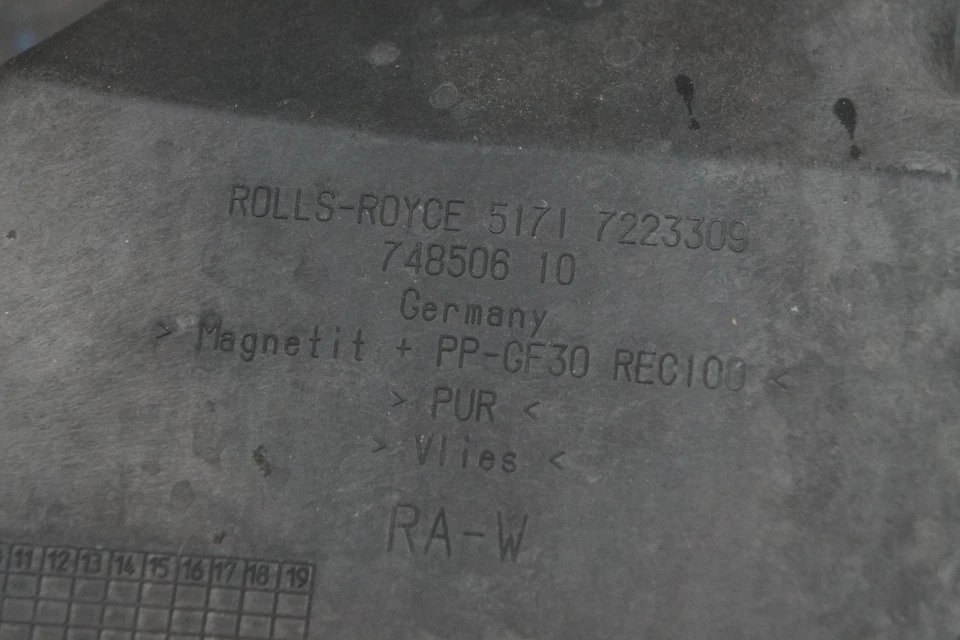 ROLLS-ROYCE 5171 7223309
748506 10
Germany
> Magnetit + PP-GF30 REC100 <
> PUR <
> Vlies <
RA-W
11 12 13 14 15 16 17 18 19